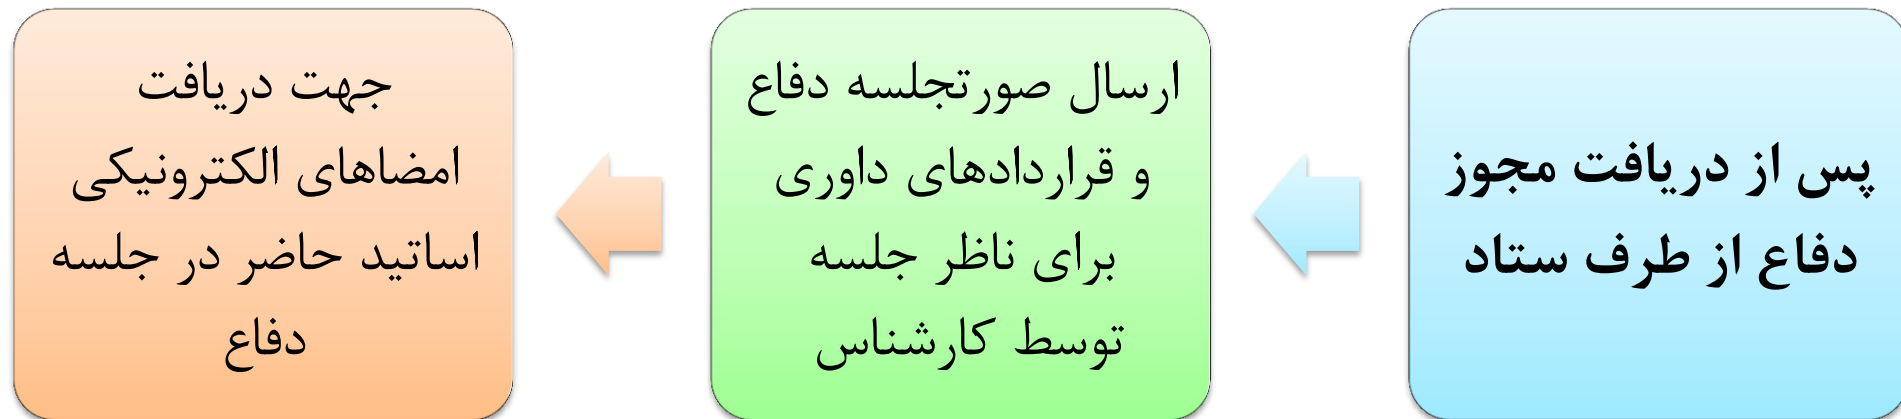 پس از دریافت مجوز
دفاع از طرف ستاد
ارسال صورتجلسه دفاع
و قراردادهای داوری
برای ناظر جلسه
توسط کارشناس
جهت دریافت
امضاهای الکترونیکی
اساتید حاضر در جلسه
دفاع